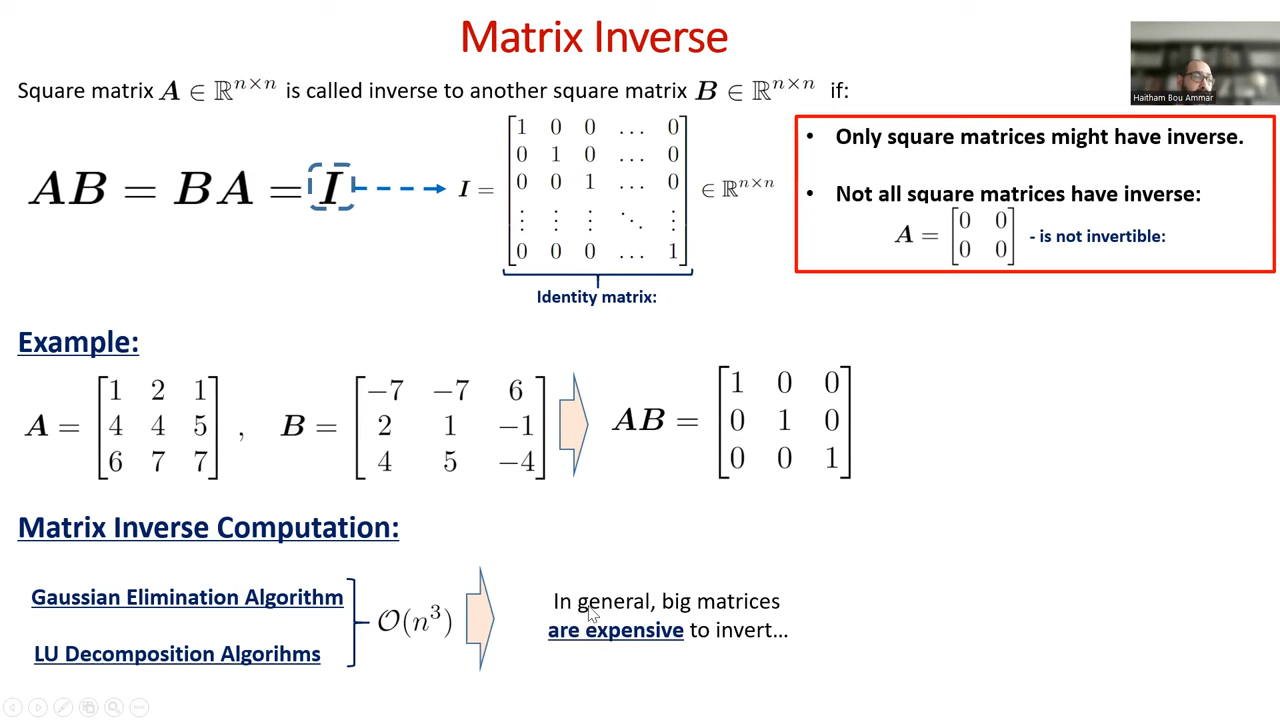 Matrix Inverse
Haitham Bou Ammar
Square matrix A ∈ ℝⁿˣⁿ is called inverse to another square matrix B ∈ ℝⁿˣⁿ if:
AB = BA = I
I = [1 0 0 … 0
0 1 0 … 0
0 0 1 … 0
⋮ ⋮ ⋮ ⋱ ⋮
0 0 0 … 1] ∈ ℝⁿˣⁿ
Identity matrix:
• Only square matrices might have inverse.
• Not all square matrices have inverse:
A = [0 0
0 0] - is not invertible:
Example:
A = [1 2 1
4 4 5
6 7 7] ,
B = [−7 −7 6
2 1 −1
4 5 −4]
AB = [1 0 0
0 1 0
0 0 1]
Matrix Inverse Computation:
Gaussian Elimination Algorithm
LU Decomposition Algorihms
O(n³)
In general, big matrices
are expensive to invert…